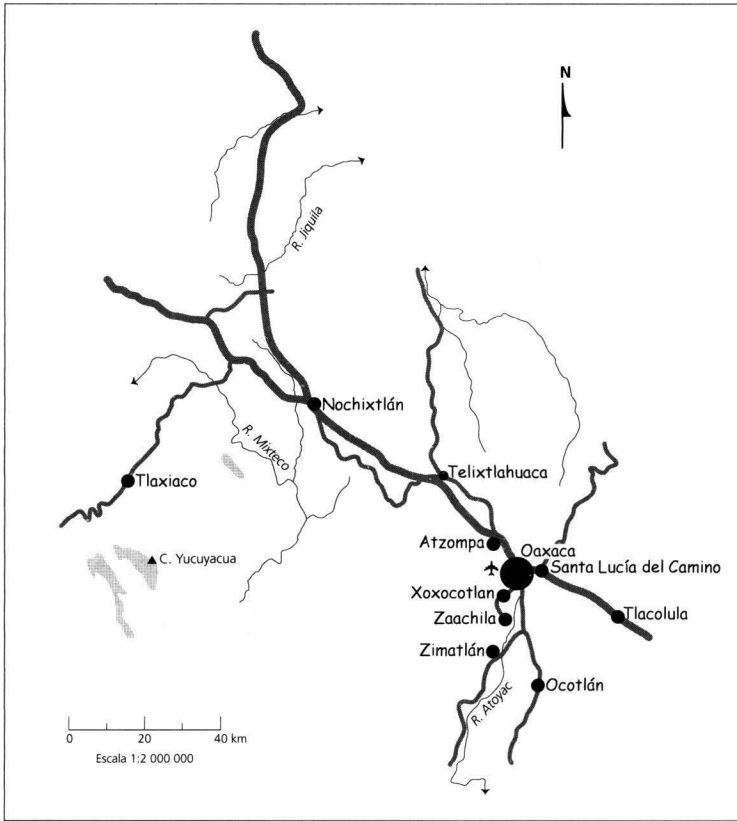 N
R. Jiquila
Nochixtlán
R. Mixteco
Telixtlahuaca
Tlaxiaco
Atzompa
Oaxaca
C. Yucuyacua
Santa Lucía del Camino
Xoxocotlan
Tlacolula
Zaachila
Zimatlán
Ocotlán
R. Atoyac
0 20 40 km
Escala 1:2 000 000